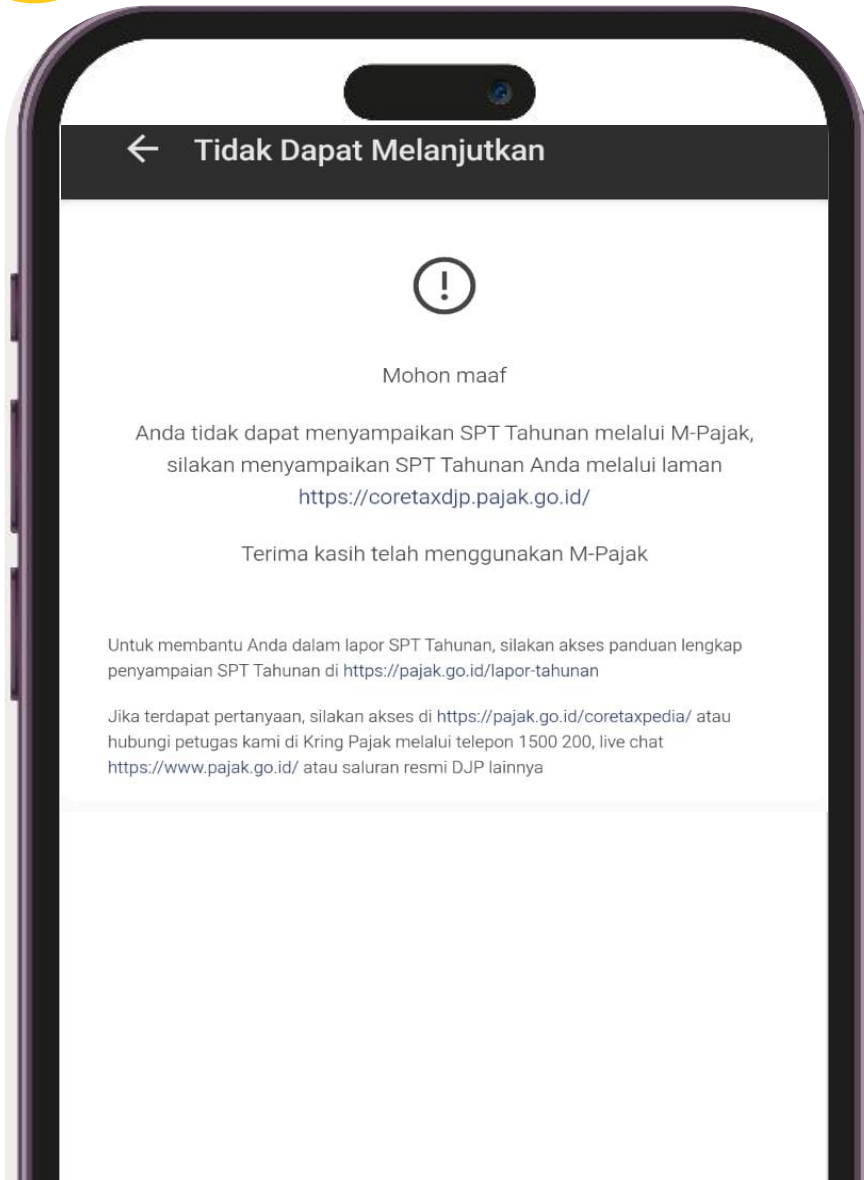 Tidak Dapat Melanjutkan
Mohon maaf
Anda tidak dapat menyampaikan SPT Tahunan melalui M-Pajak,
silakan menyampaikan SPT Tahunan Anda melalui laman
https://coretaxdjp.pajak.go.id/
Terima kasih telah menggunakan M-Pajak
Untuk membantu Anda dalam lapor SPT Tahunan, silakan akses panduan lengkap
penyampaian SPT Tahunan di https://pajak.go.id/lapor-tahunan
Jika terdapat pertanyaan, silakan akses di https://pajak.go.id/coretaxpedia/ atau
hubungi petugas kami di Kring Pajak melalui telepon 1500 200, live chat
https://www.pajak.go.id/ atau saluran resmi DJP lainnya